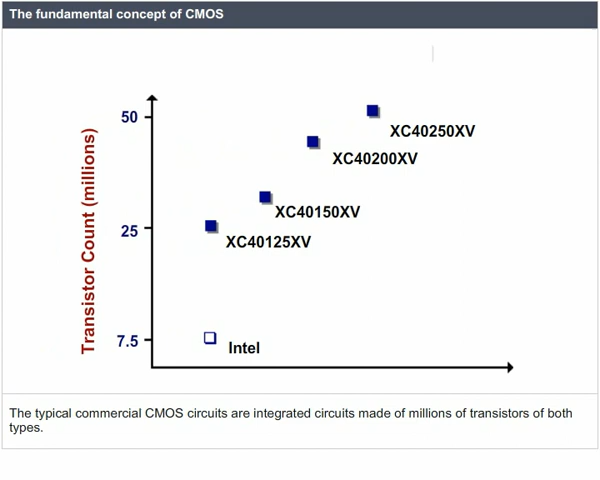 The fundamental concept of CMOS
50
XC40250XV
XC40200XV
XC40150XV
25
XC40125XV
7.5
Intel
Transistor Count (millions)
The typical commercial CMOS circuits are integrated circuits made of millions of transistors of both
types.